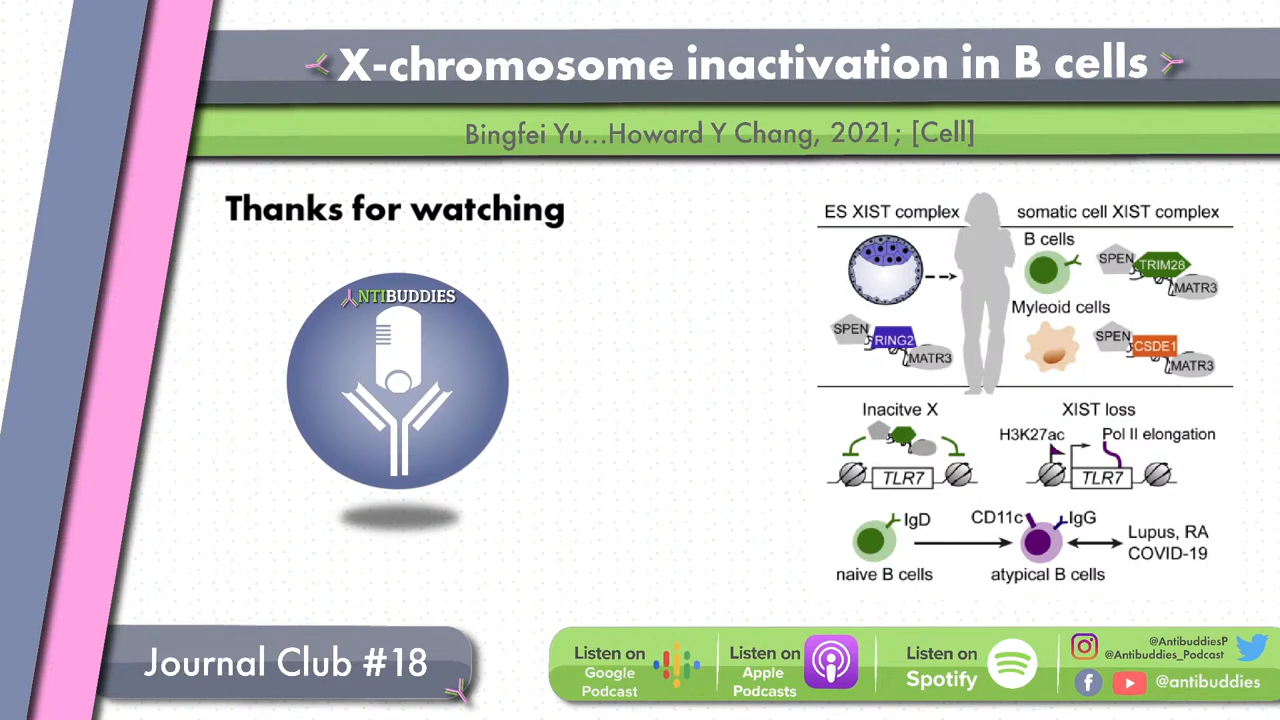 X-chromosome inactivation in B cells
Bingfei Yu...Howard Y Chang, 2021; [Cell]
Thanks for watching
ANTIBUDDIES
ES XIST complex
somatic cell XIST complex
B cells
SPEN
TRIM28
MATR3
Myleoid cells
SPEN
RING2
MATR3
SPEN
CSDE1
MATR3
Inacitve X
XIST loss
H3K27ac
Pol II elongation
TLR7
TLR7
IgD
CD11c
IgG
Lupus, RA
COVID-19
naive B cells
atypical B cells
Journal Club #18
Listen on
Google
Podcast
Listen on
Apple
Podcasts
Listen on
Spotify
@AntibuddiesP
@Antibuddies_Podcast
@antibuddies